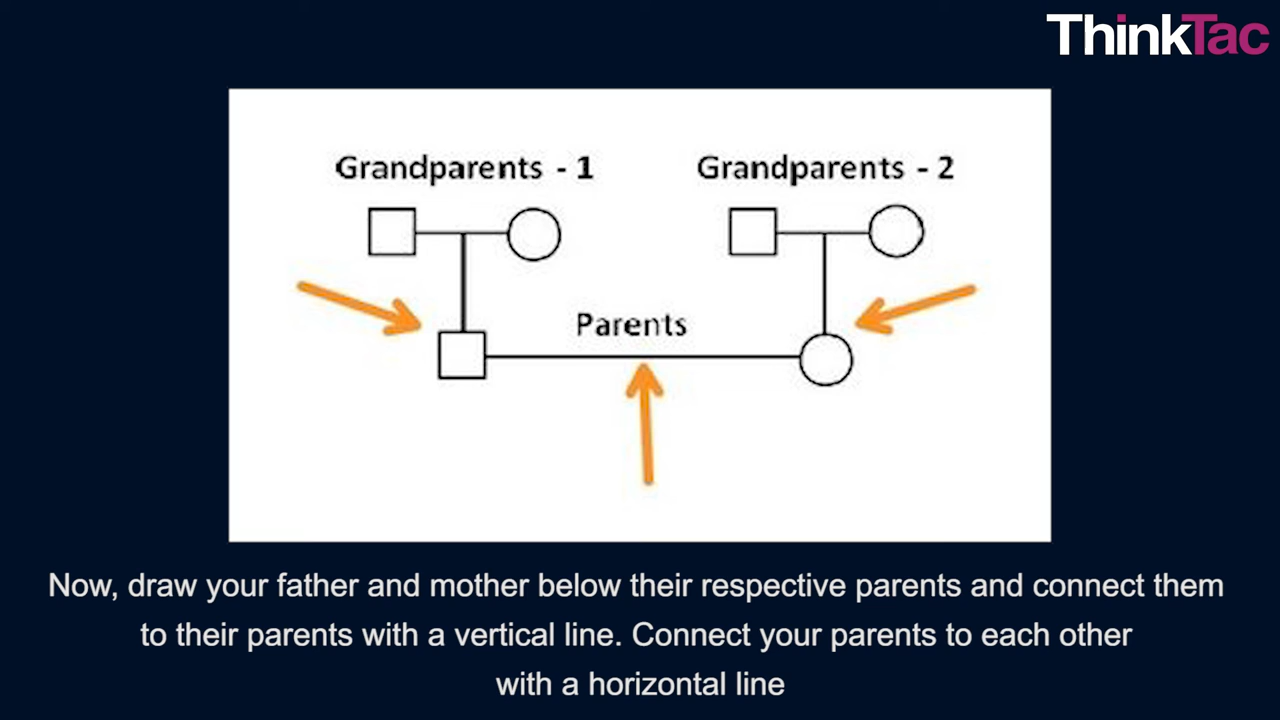 ThinkTac
Grandparents - 1
Grandparents - 2
Parents
Now, draw your father and mother below their respective parents and connect them
to their parents with a vertical line. Connect your parents to each other
with a horizontal line